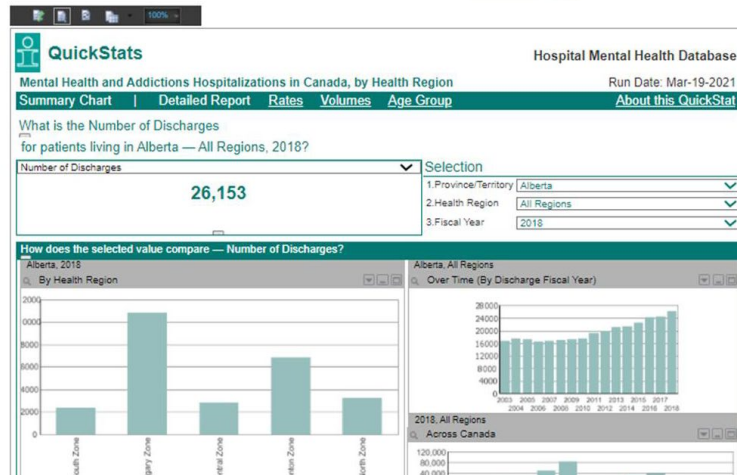 100%
QuickStats
Hospital Mental Health Database
Mental Health and Addictions Hospitalizations in Canada, by Health Region
Run Date: Mar-19-2021
Summary Chart | Detailed Report Rates Volumes Age Group About this QuickStat
What is the Number of Discharges
for patients living in Alberta — All Regions, 2018?
Number of Discharges
26,153
Selection
1.Province/Territory Alberta
2.Health Region All Regions
3.Fiscal Year 2018
How does the selected value compare — Number of Discharges?
Alberta, 2018
By Health Region
2000
0000
8000
6000
4000
2000
0
outh Zone
gary Zone
ntral Zone
nton Zone
orth Zone
Alberta, All Regions
Over Time (By Discharge Fiscal Year)
28000
24000
20000
16000
12000
8000
4000
0
2003 2005 2007 2009 2011 2013 2015 2017
2004 2006 2008 2010 2012 2014 2016 2018
2018, All Regions
Across Canada
120,000
80,000
40,000